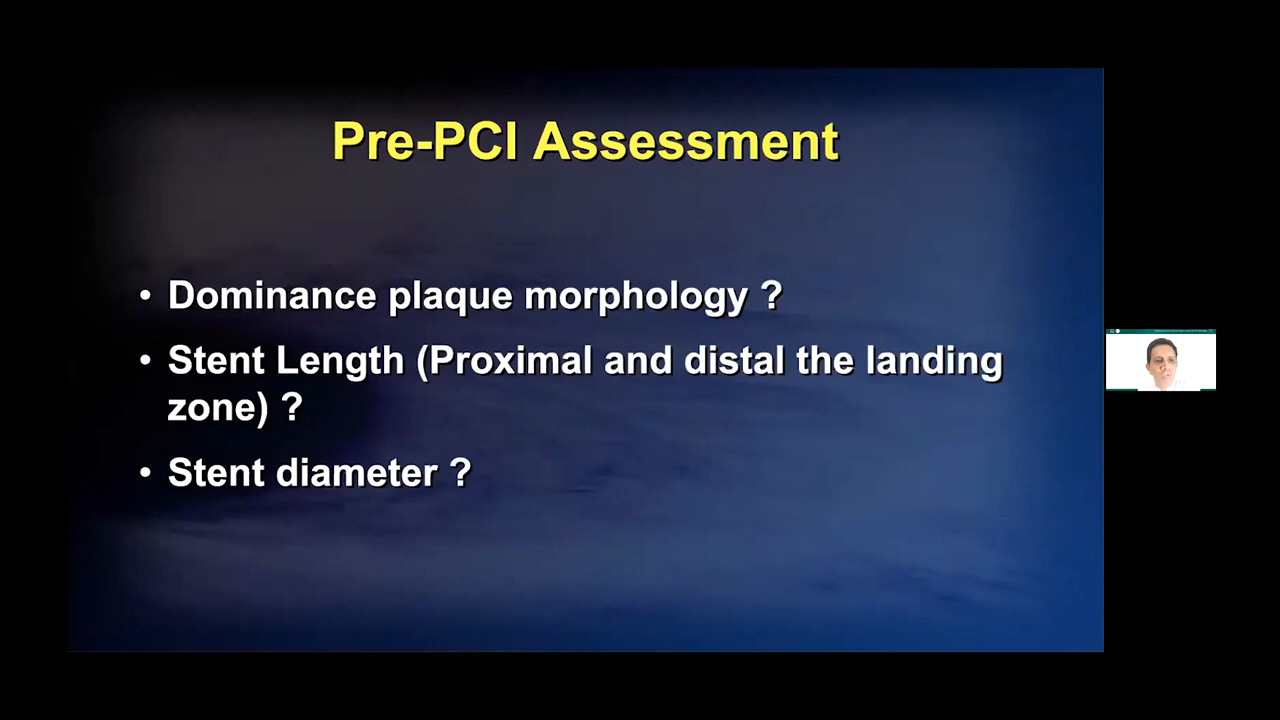 Pre-PCI Assessment
• Dominance plaque morphology ?
• Stent Length (Proximal and distal the landing
zone) ?
• Stent diameter ?